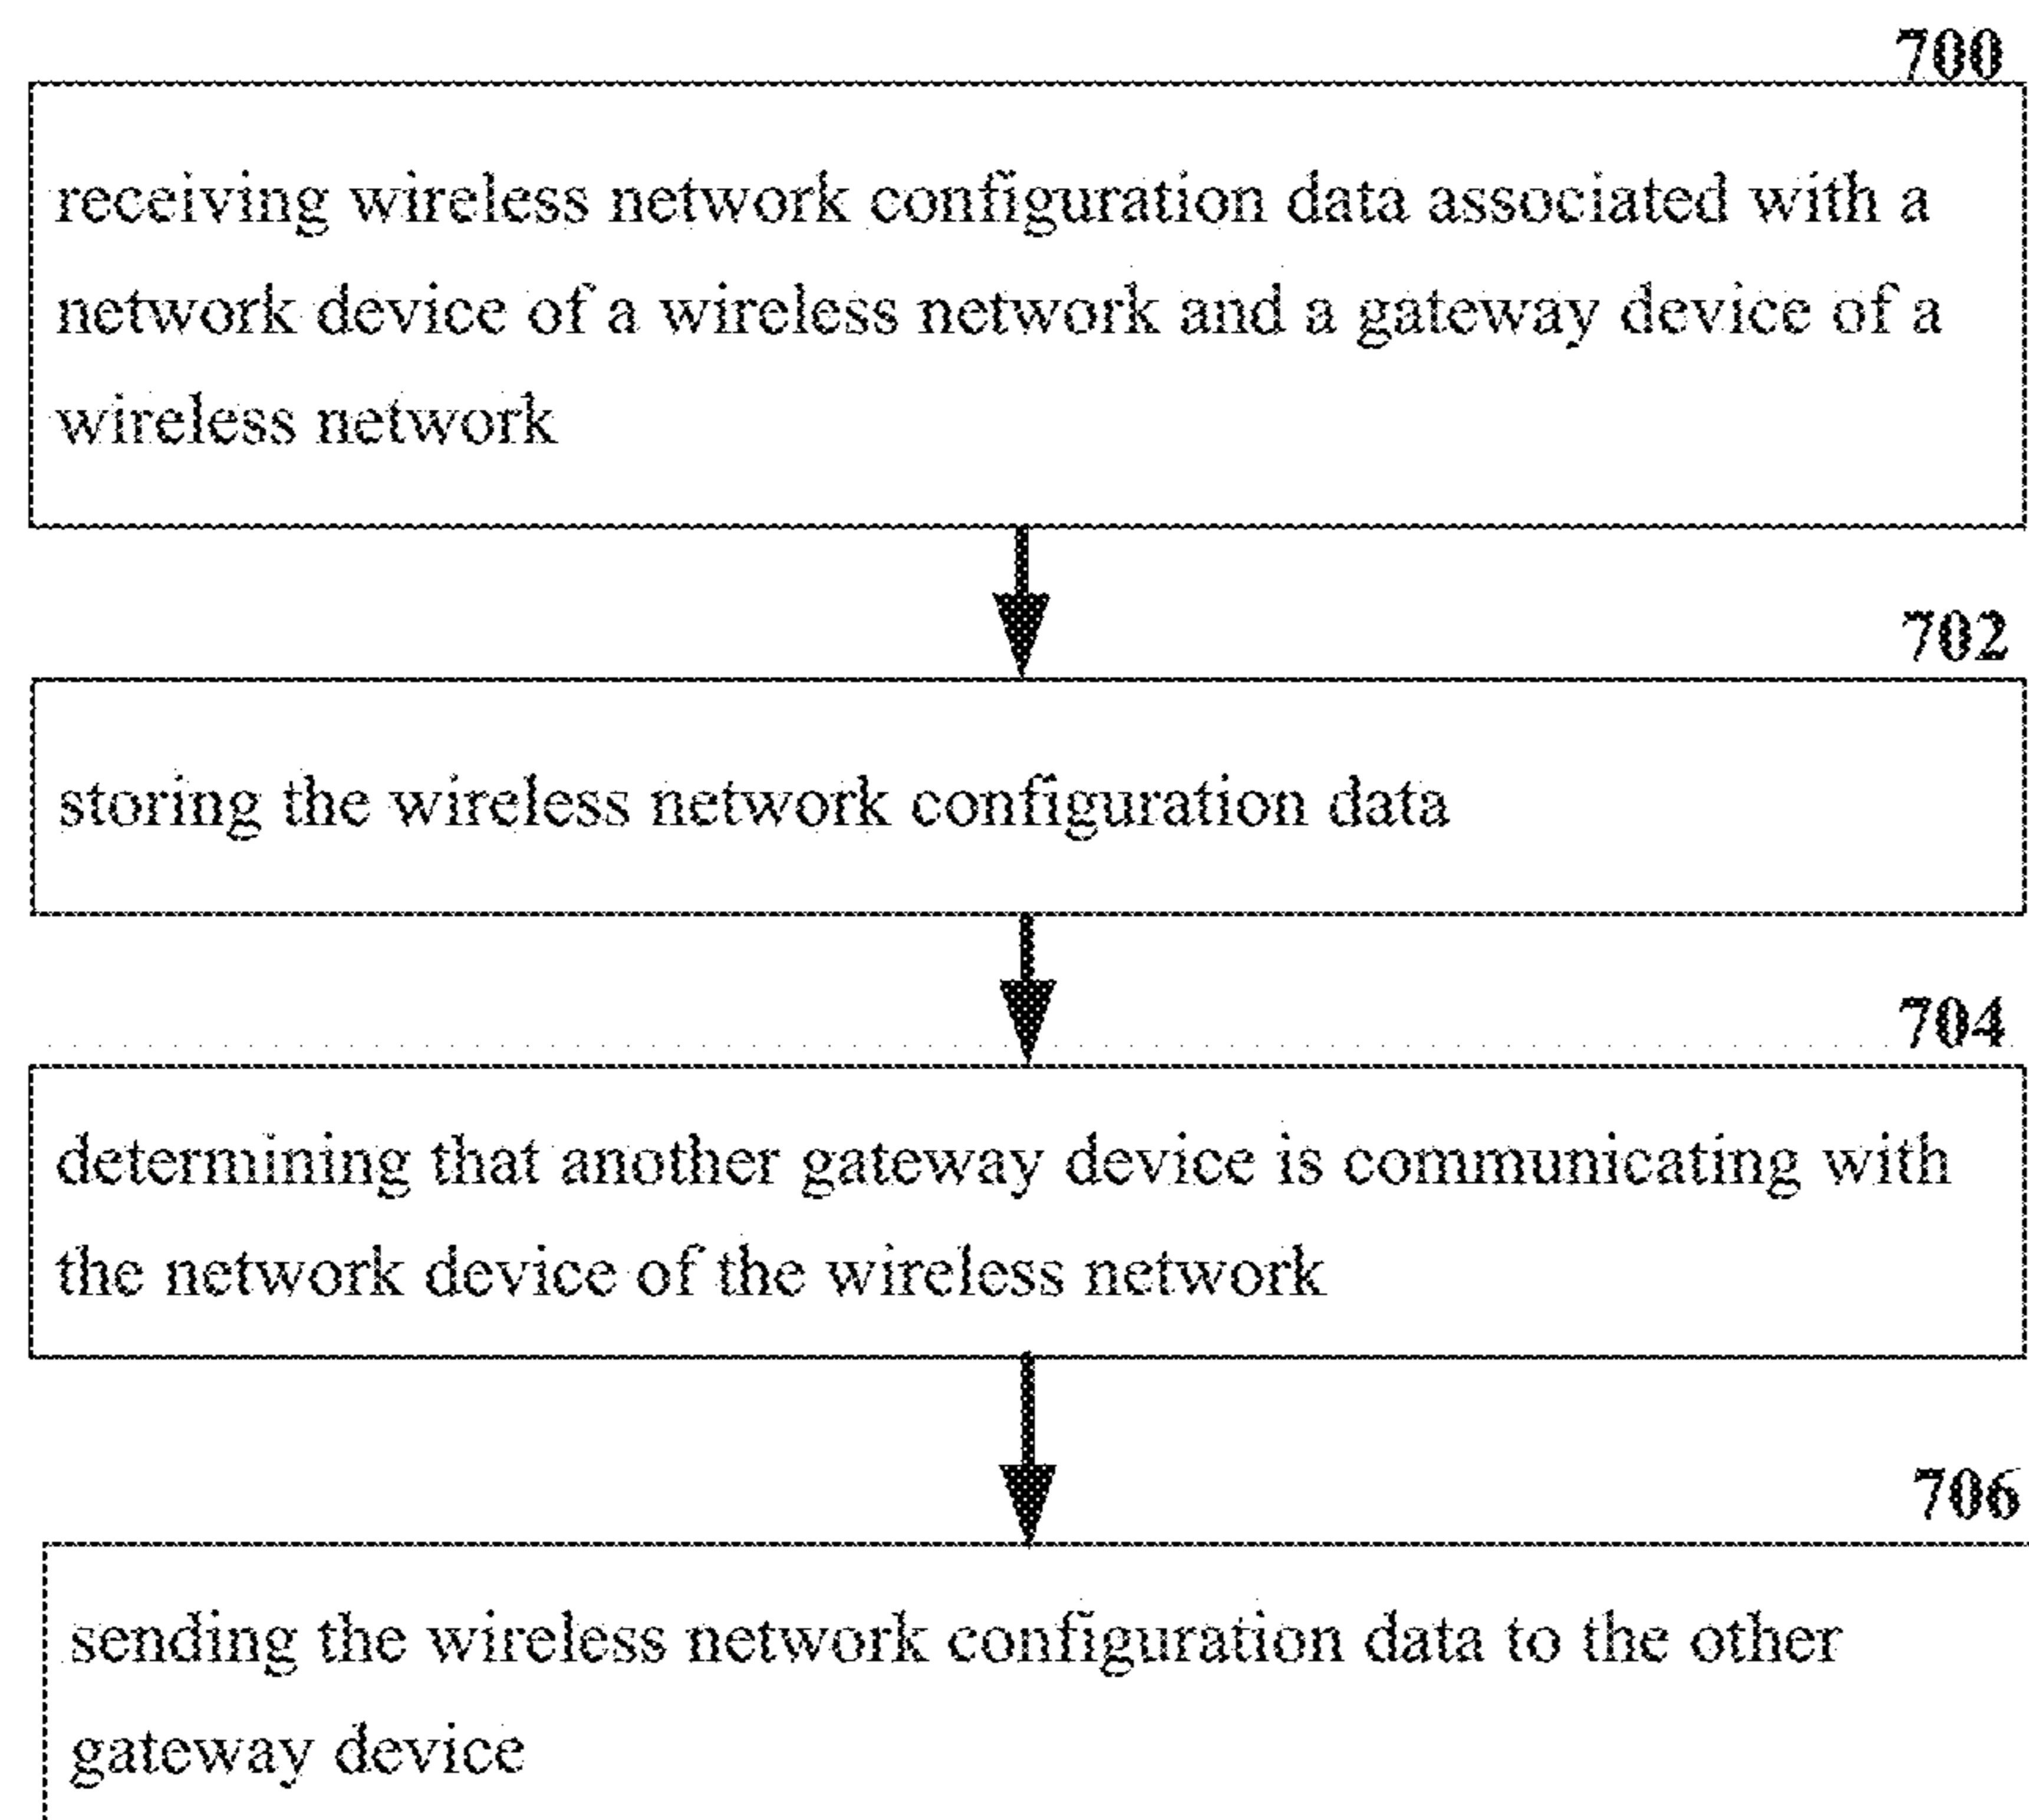 700
receiving wireless network configuration data associated with a
network device of a wireless network and a gateway device of a
wireless network
702
storing the wireless network configuration data
704
determining that another gateway device is communicating with
the network device of the wireless network
706
sending the wireless network configuration data to the other
gateway device